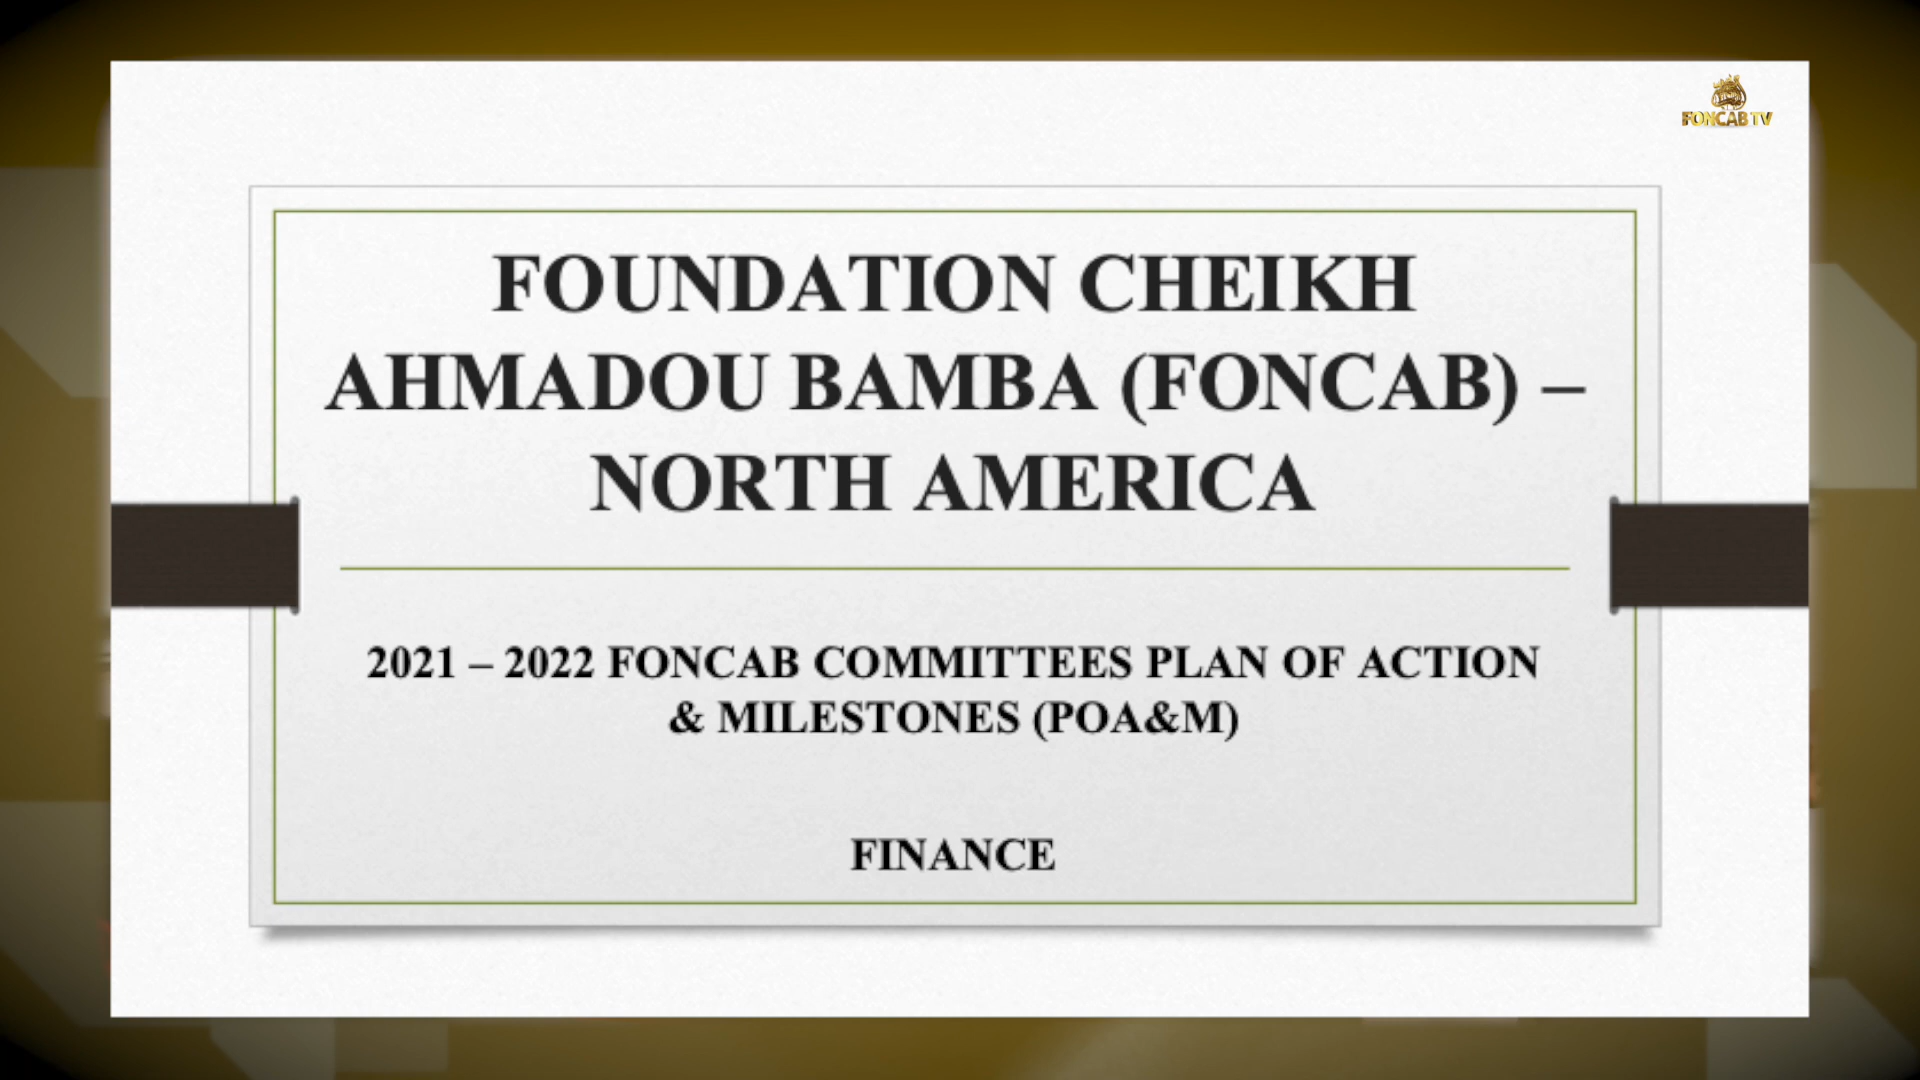 FONCAB TV
FOUNDATION CHEIKH
AHMADOU BAMBA (FONCAB) –
NORTH AMERICA
2021 – 2022 FONCAB COMMITTEES PLAN OF ACTION
& MILESTONES (POA&M)
FINANCE